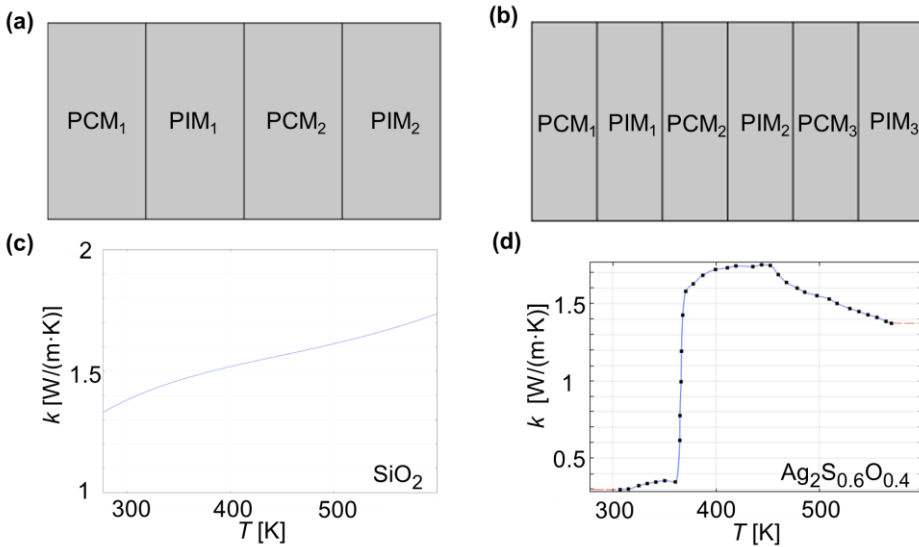 (a)
PCM₁ PIM₁ PCM₂ PIM₂
(b)
PCM₁ PIM₁ PCM₂ PIM₂ PCM₃ PIM₃
(c)
2
1.5
1
k [W/(m·K)]
300 400 500
T [K]
SiO₂
(d)
1.5
1
0.5
k [W/(m·K)]
300 400 500
T [K]
Ag₂S₀.₆O₀.₄